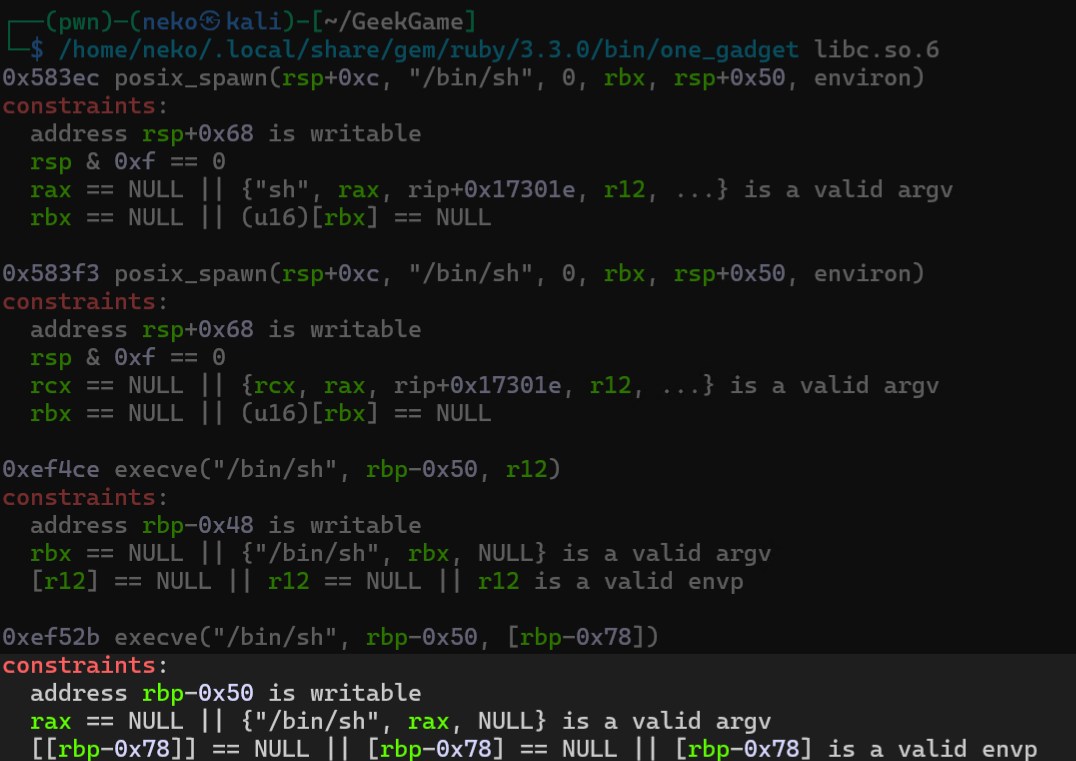 ┌──(pwn)─(neko㉿kali)-[~/GeekGame]
└─$ /home/neko/.local/share/gem/ruby/3.3.0/bin/one_gadget libc.so.6
0x583ec posix_spawn(rsp+0xc, "/bin/sh", 0, rbx, rsp+0x50, environ)
constraints:
  address rsp+0x68 is writable
  rsp & 0xf == 0
  rax == NULL || {"sh", rax, rip+0x17301e, r12, ...} is a valid argv
  rbx == NULL || (u16)[rbx] == NULL

0x583f3 posix_spawn(rsp+0xc, "/bin/sh", 0, rbx, rsp+0x50, environ)
constraints:
  address rsp+0x68 is writable
  rsp & 0xf == 0
  rcx == NULL || {rcx, rax, rip+0x17301e, r12, ...} is a valid argv
  rbx == NULL || (u16)[rbx] == NULL

0xef4ce execve("/bin/sh", rbp-0x50, r12)
constraints:
  address rbp-0x48 is writable
  rbx == NULL || {"/bin/sh", rbx, NULL} is a valid argv
  [r12] == NULL || r12 == NULL || r12 is a valid envp

0xef52b execve("/bin/sh", rbp-0x50, [rbp-0x78])
constraints:
  address rbp-0x50 is writable
  rax == NULL || {"/bin/sh", rax, NULL} is a valid argv
  [[rbp-0x78]] == NULL || [rbp-0x78] == NULL || [rbp-0x78] is a valid envp